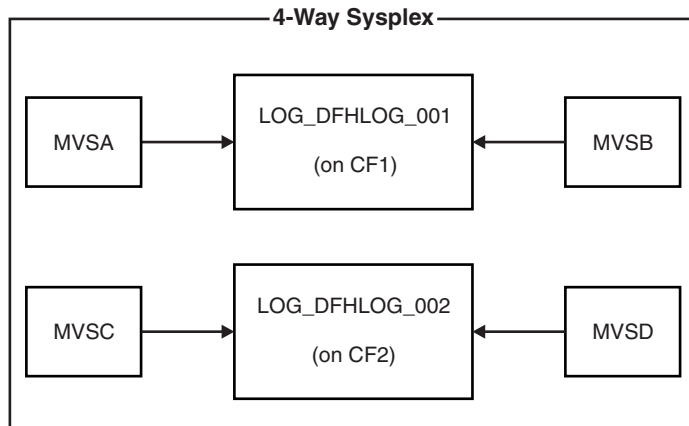 4-Way Sysplex
LOG_DFHLOG_001
MVSA
MVSB
(on CF1)
LOG_DFHLOG_002
MVSC
MVSD
(on CF2)